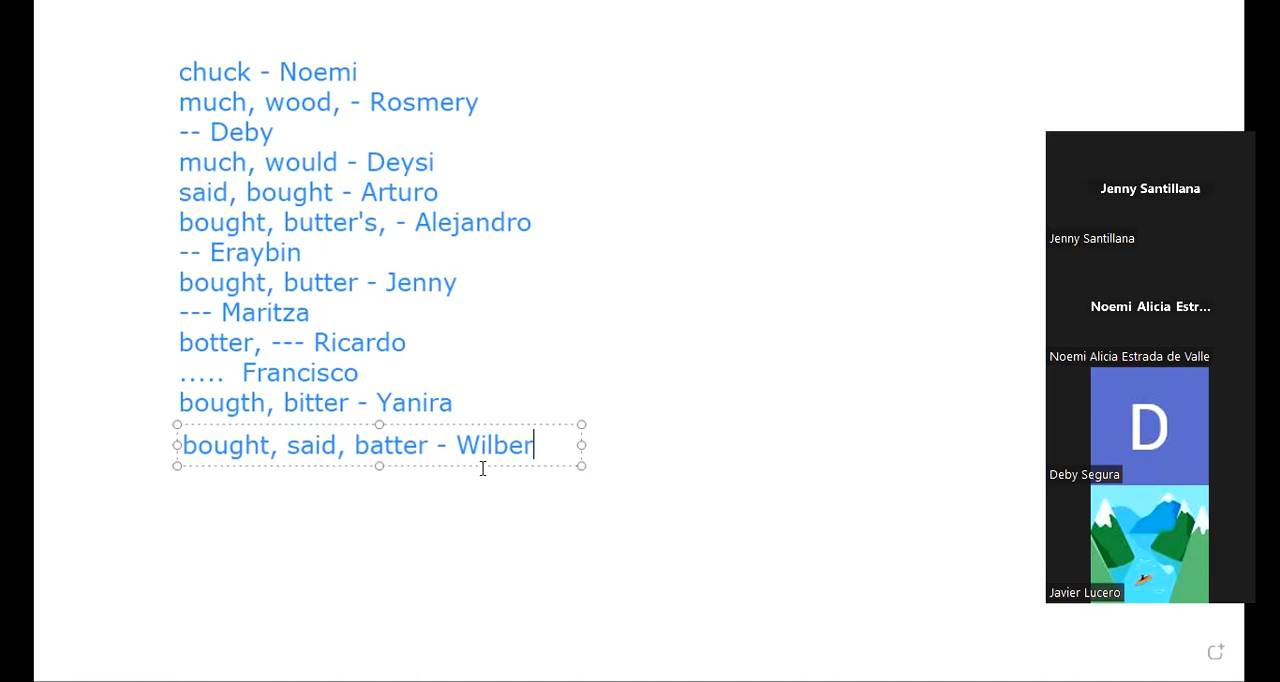 chuck - Noemi
much, wood, - Rosmery
-- Deby
much, would - Deysi
said, bought - Arturo
bought, butter's, - Alejandro
-- Eraybin
bought, butter - Jenny
--- Maritza
botter, --- Ricardo
..... Francisco
bougth, bitter - Yanira
bought, said, batter - Wilber
Jenny Santillana
Jenny Santillana
Noemi Alicia Estr...
Noemi Alicia Estrada de Valle
D
Deby Segura
Javier Lucero